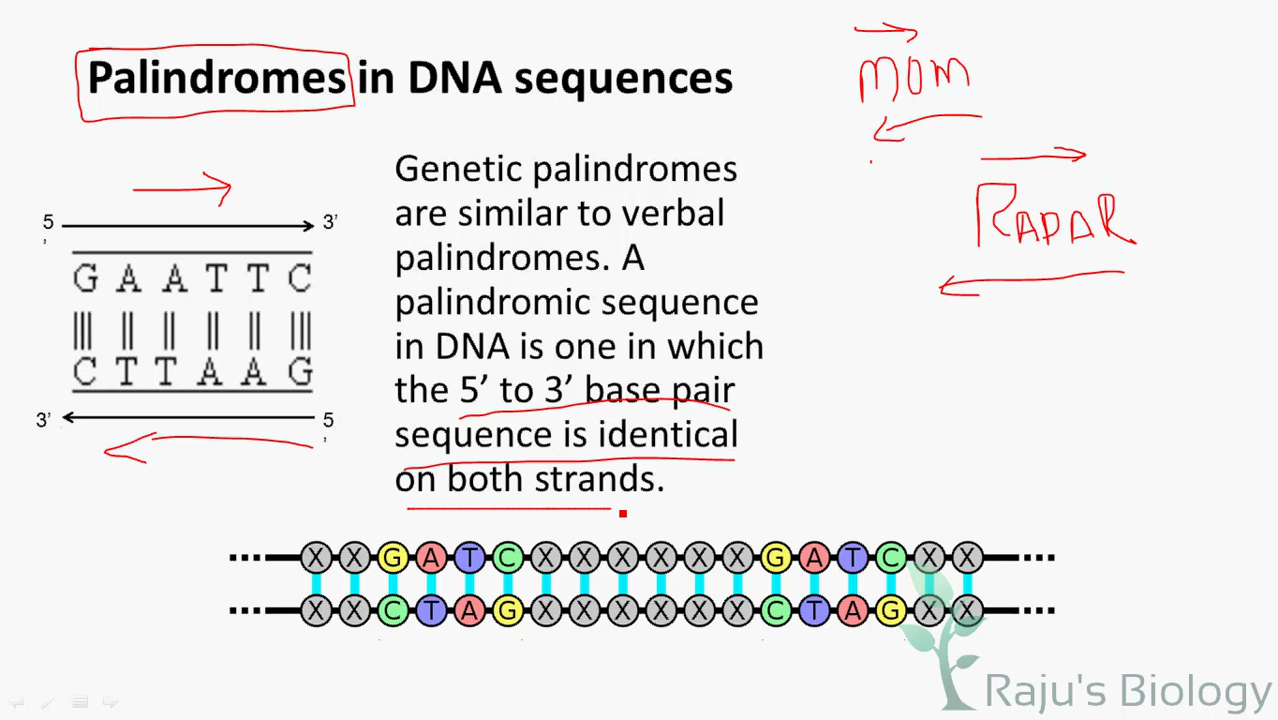 Palindromes in DNA sequences
MOM
RADAR
Genetic palindromes
are similar to verbal
palindromes. A
palindromic sequence
in DNA is one in which
the 5’ to 3’ base pair
sequence is identical
on both strands.
5’ 3’
G A A T T C
C T T A A G
3’ 5’
X X G A T C X X X X X X G A T C X X
X X C T A G X X X X X X C T A G X X
Raju's Biology